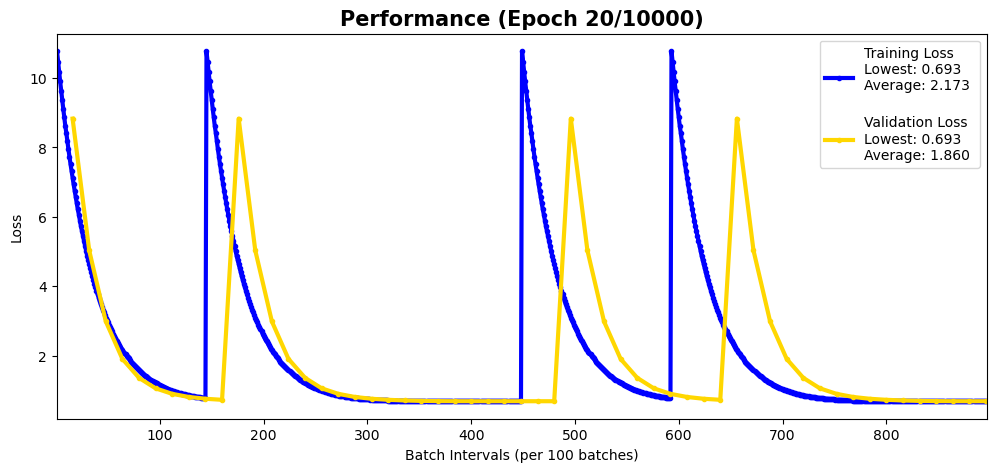 Performance (Epoch 20/10000)
Training Loss
Lowest: 0.693
Average: 2.173
Validation Loss
Lowest: 0.693
Average: 1.860
Loss
10
8
6
4
2
100
200
300
400
500
600
700
800
Batch Intervals (per 100 batches)